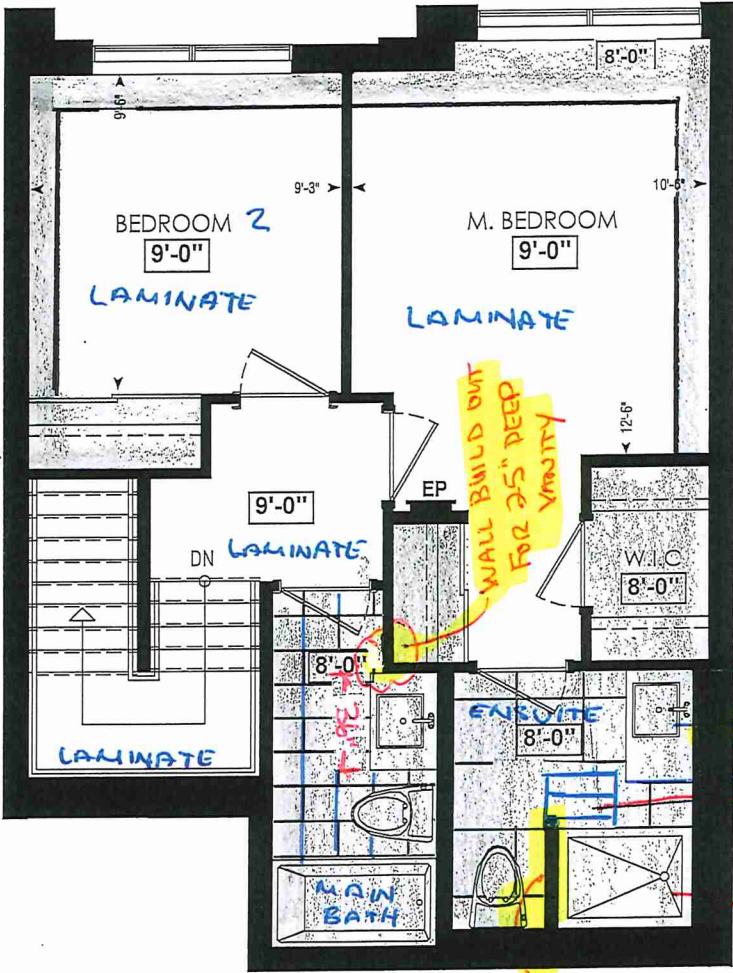 8'-0"
9'-6"
9'-3"
10'-6"
BEDROOM 2
9'-0"
LAMINATE
M. BEDROOM
9'-0"
LAMINATE
WALL BUILD OUT
FOR 25" DEEP
VANITY
12'-6"
EP
9'-0"
LAMINATE
DN
W.I.C
8'-0"
8'-0"
ENSUITE
8'-0"
LAMINATE
MAIN
BATH